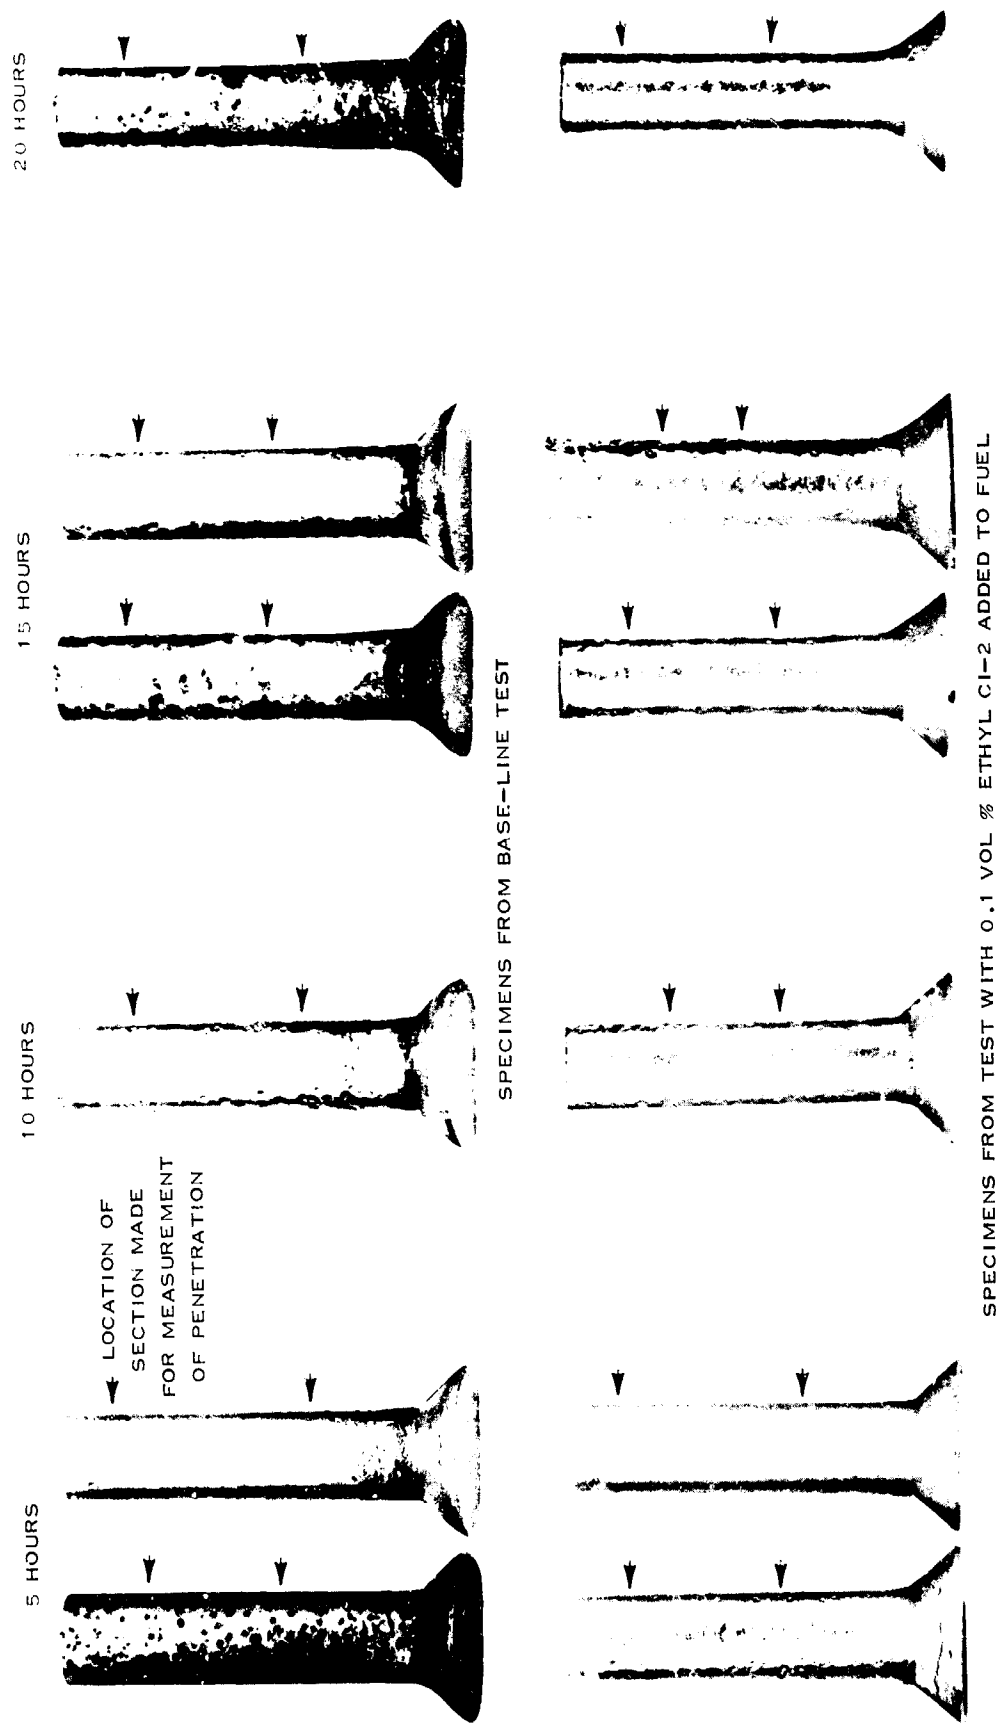 5 HOURS
10 HOURS
15 HOURS
20 HOURS
LOCATION OF
SECTION MADE
FOR MEASUREMENT
OF PENETRATION
SPECIMENS FROM BASE-LINE TEST
SPECIMENS FROM TEST WITH 0.1 VOL % ETHYL CI-2 ADDED TO FUEL